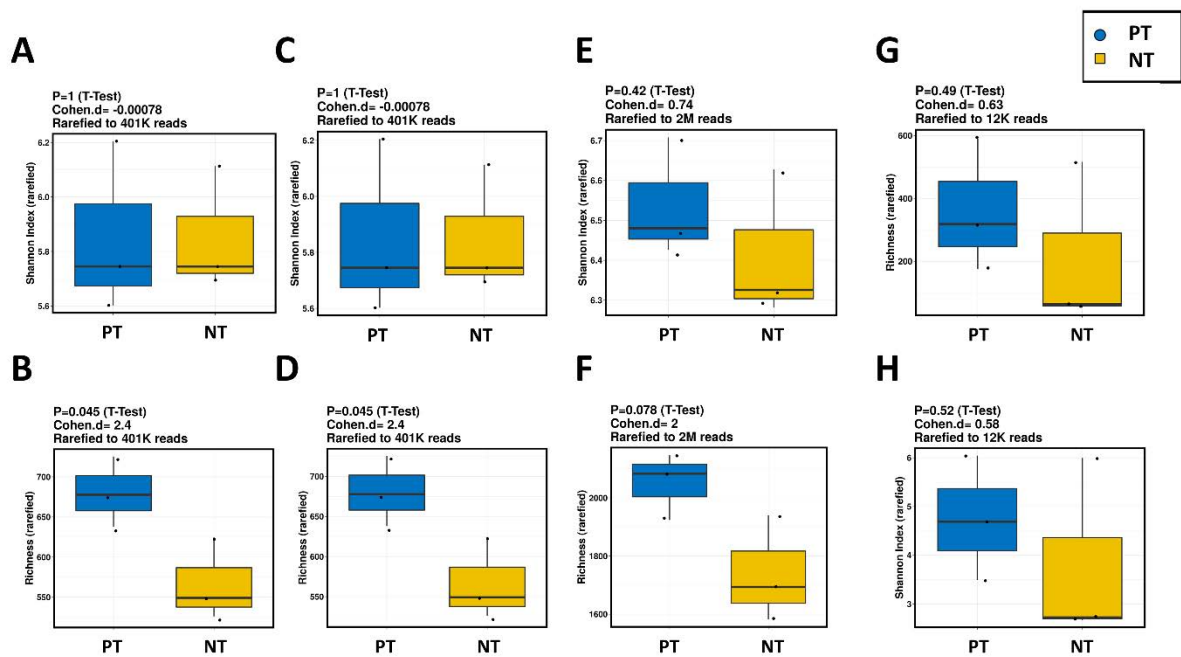 PT
NT
A
P=1 (T-Test)
Cohen.d= -0.00078
Rarefied to 401K reads
Shannon Index (rarefied)
6.2
6.0
5.8
5.6
PT NT
C
P=1 (T-Test)
Cohen.d= -0.00078
Rarefied to 401K reads
Shannon Index (rarefied)
6.2
6.0
5.8
5.6
PT NT
E
P=0.42 (T-Test)
Cohen.d= 0.74
Rarefied to 2M reads
Shannon Index (rarefied)
6.7
6.6
6.5
6.4
6.3
PT NT
G
P=0.49 (T-Test)
Cohen.d= 0.63
Rarefied to 12K reads
Richness (rarefied)
600
400
200
PT NT
B
P=0.045 (T-Test)
Cohen.d= 2.4
Rarefied to 401K reads
Richness (rarefied)
700
650
600
550
PT NT
D
P=0.045 (T-Test)
Cohen.d= 2.4
Rarefied to 401K reads
Richness (rarefied)
700
650
600
550
PT NT
F
P=0.078 (T-Test)
Cohen.d= 2
Rarefied to 2M reads
Richness (rarefied)
2000
1800
1600
PT NT
H
P=0.52 (T-Test)
Cohen.d= 0.58
Rarefied to 12K reads
Shannon Index (rarefied)
6
5
4
3
PT NT